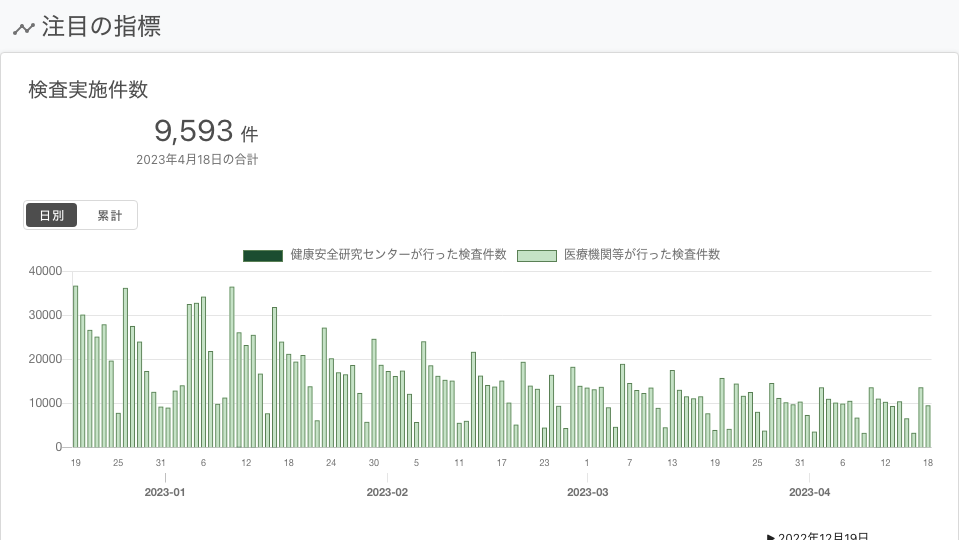 注目の指標
検査実施件数
9,593 件
2023年4月18日の合計
日別 累計
健康安全研究センターが行った検査件数 医療機関等が行った検査件数
40000
30000
20000
10000
0
19 25 31 6 12 18 24 30 5 11 17 23 1 7 13 19 25 31 6 12 18
2023-01 2023-02 2023-03 2023-04
▶ 2022年12月19日